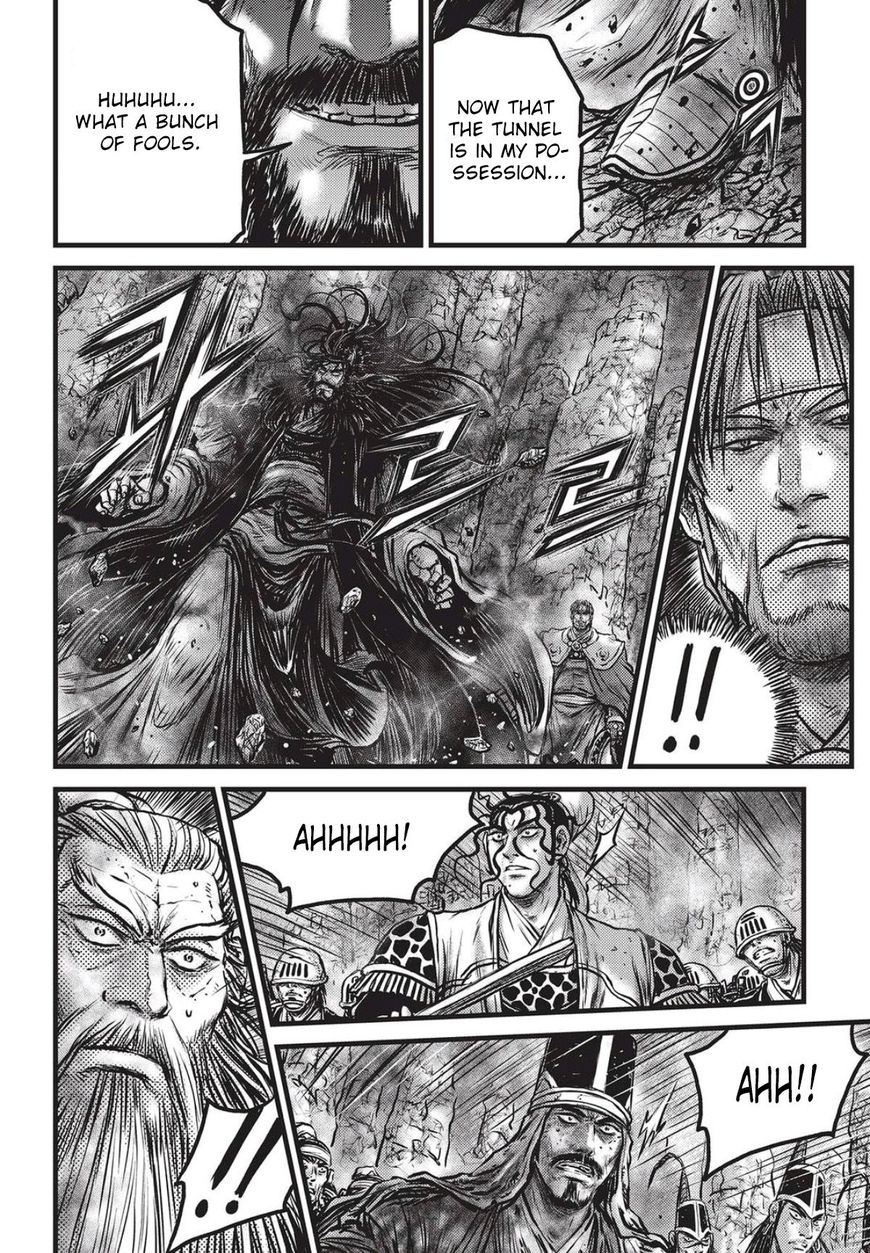 HUHUHU...
WHAT A BUNCH
OF FOOLS.
NOW THAT
THE TUNNEL
IS IN MY PO-
SSESSION...
!!
AHHHHH!
!!
AHH!!